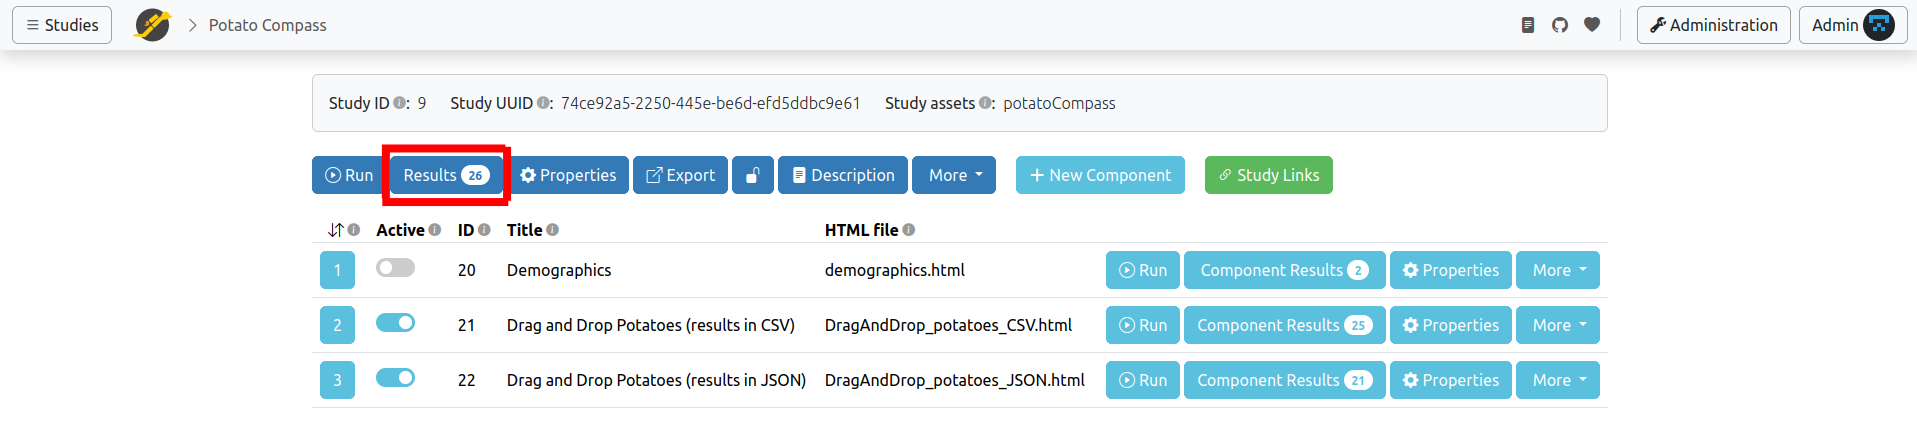 Studies Potato Compass Administration Admin
Study ID : 9 Study UUID : 74ce92a5-2250-445e-be6d-efd5ddbc9e61 Study assets : potatoCompass
Run Results 26 Properties Export Description More + New Component Study Links
Active ID Title HTML file
1 20 Demographics demographics.html Run Component Results 2 Properties More
2 21 Drag and Drop Potatoes (results in CSV) DragAndDrop_potatoes_CSV.html Run Component Results 25 Properties More
3 22 Drag and Drop Potatoes (results in JSON) DragAndDrop_potatoes_JSON.html Run Component Results 21 Properties More